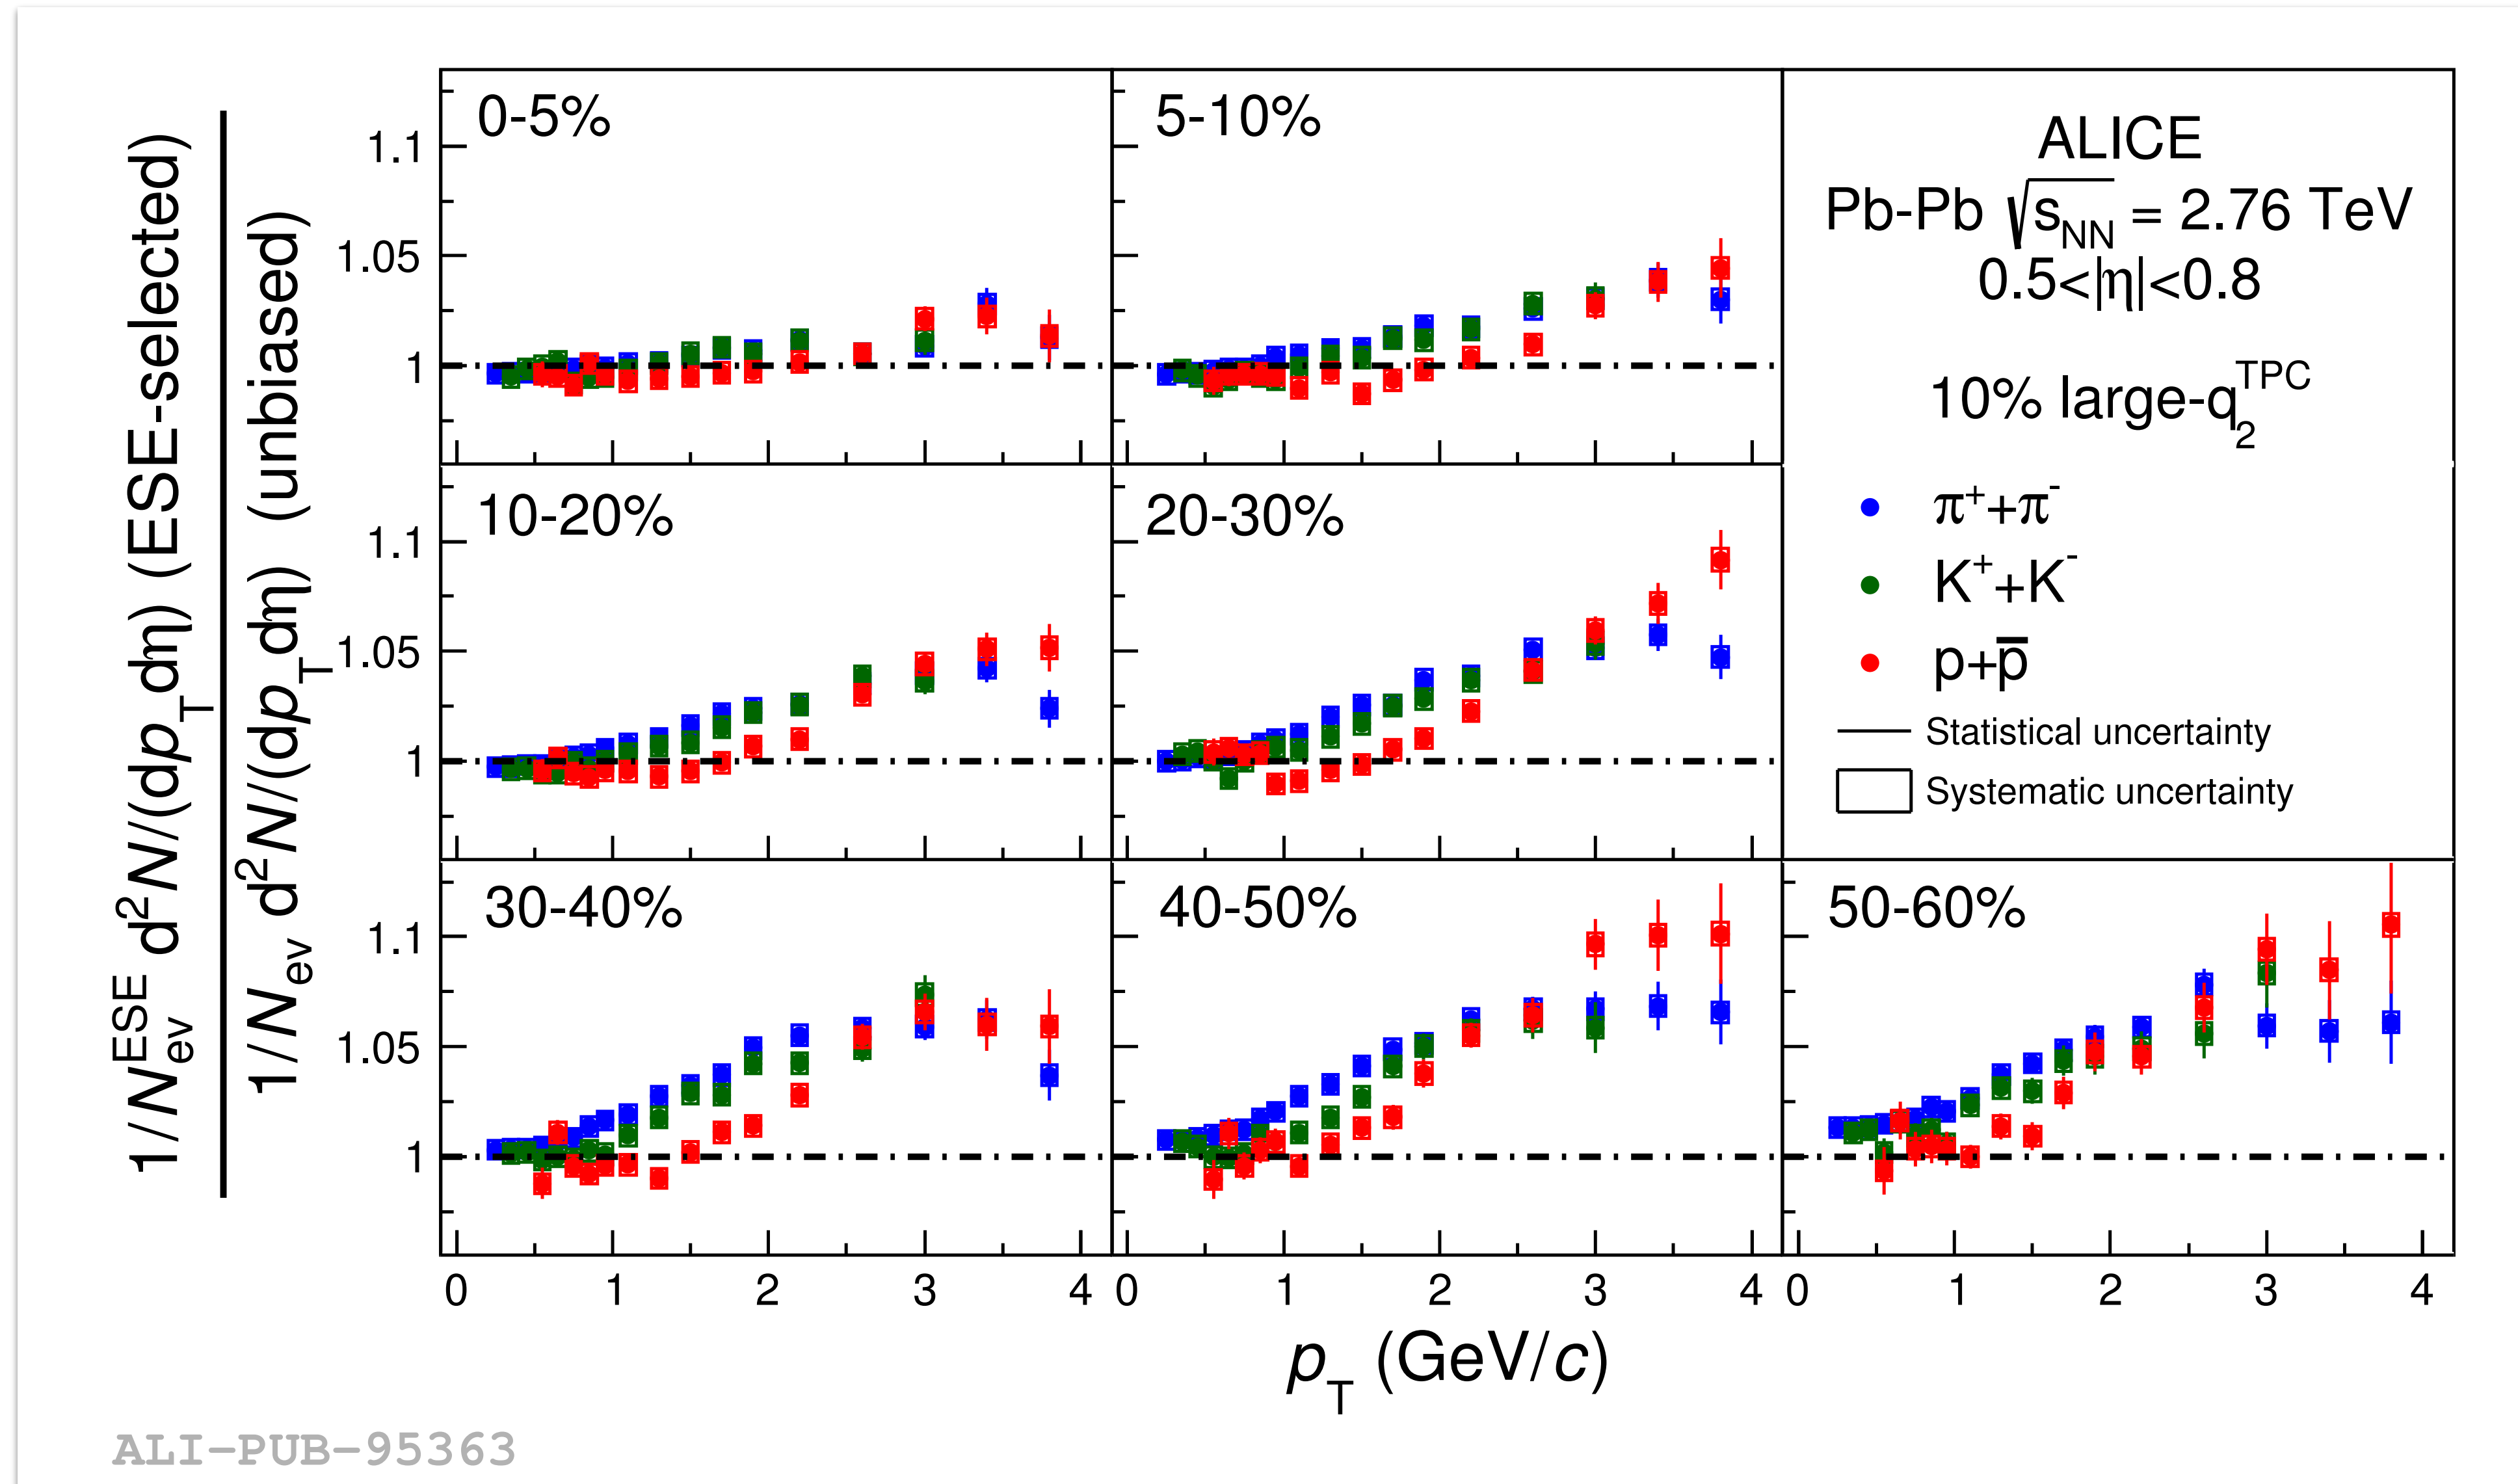 1/N_ev^ESE d²N/(dp_T dη) (ESE-selected)
1/N_ev d²N/(dp_T dη) (unbiased)
0-5%
5-10%
1.1
1.05
1
ALICE
Pb-Pb √s_NN = 2.76 TeV
0.5<|η|<0.8
10% large-q_2^TPC
π⁺+π⁻
K⁺+K⁻
p+p̅
Statistical uncertainty
Systematic uncertainty
10-20%
20-30%
1.1
1.05
1
30-40%
40-50%
50-60%
1.1
1.05
1
0 1 2 3 4 0 1 2 3 4 0 1 2 3 4
p_T (GeV/c)
ALI-PUB-95363